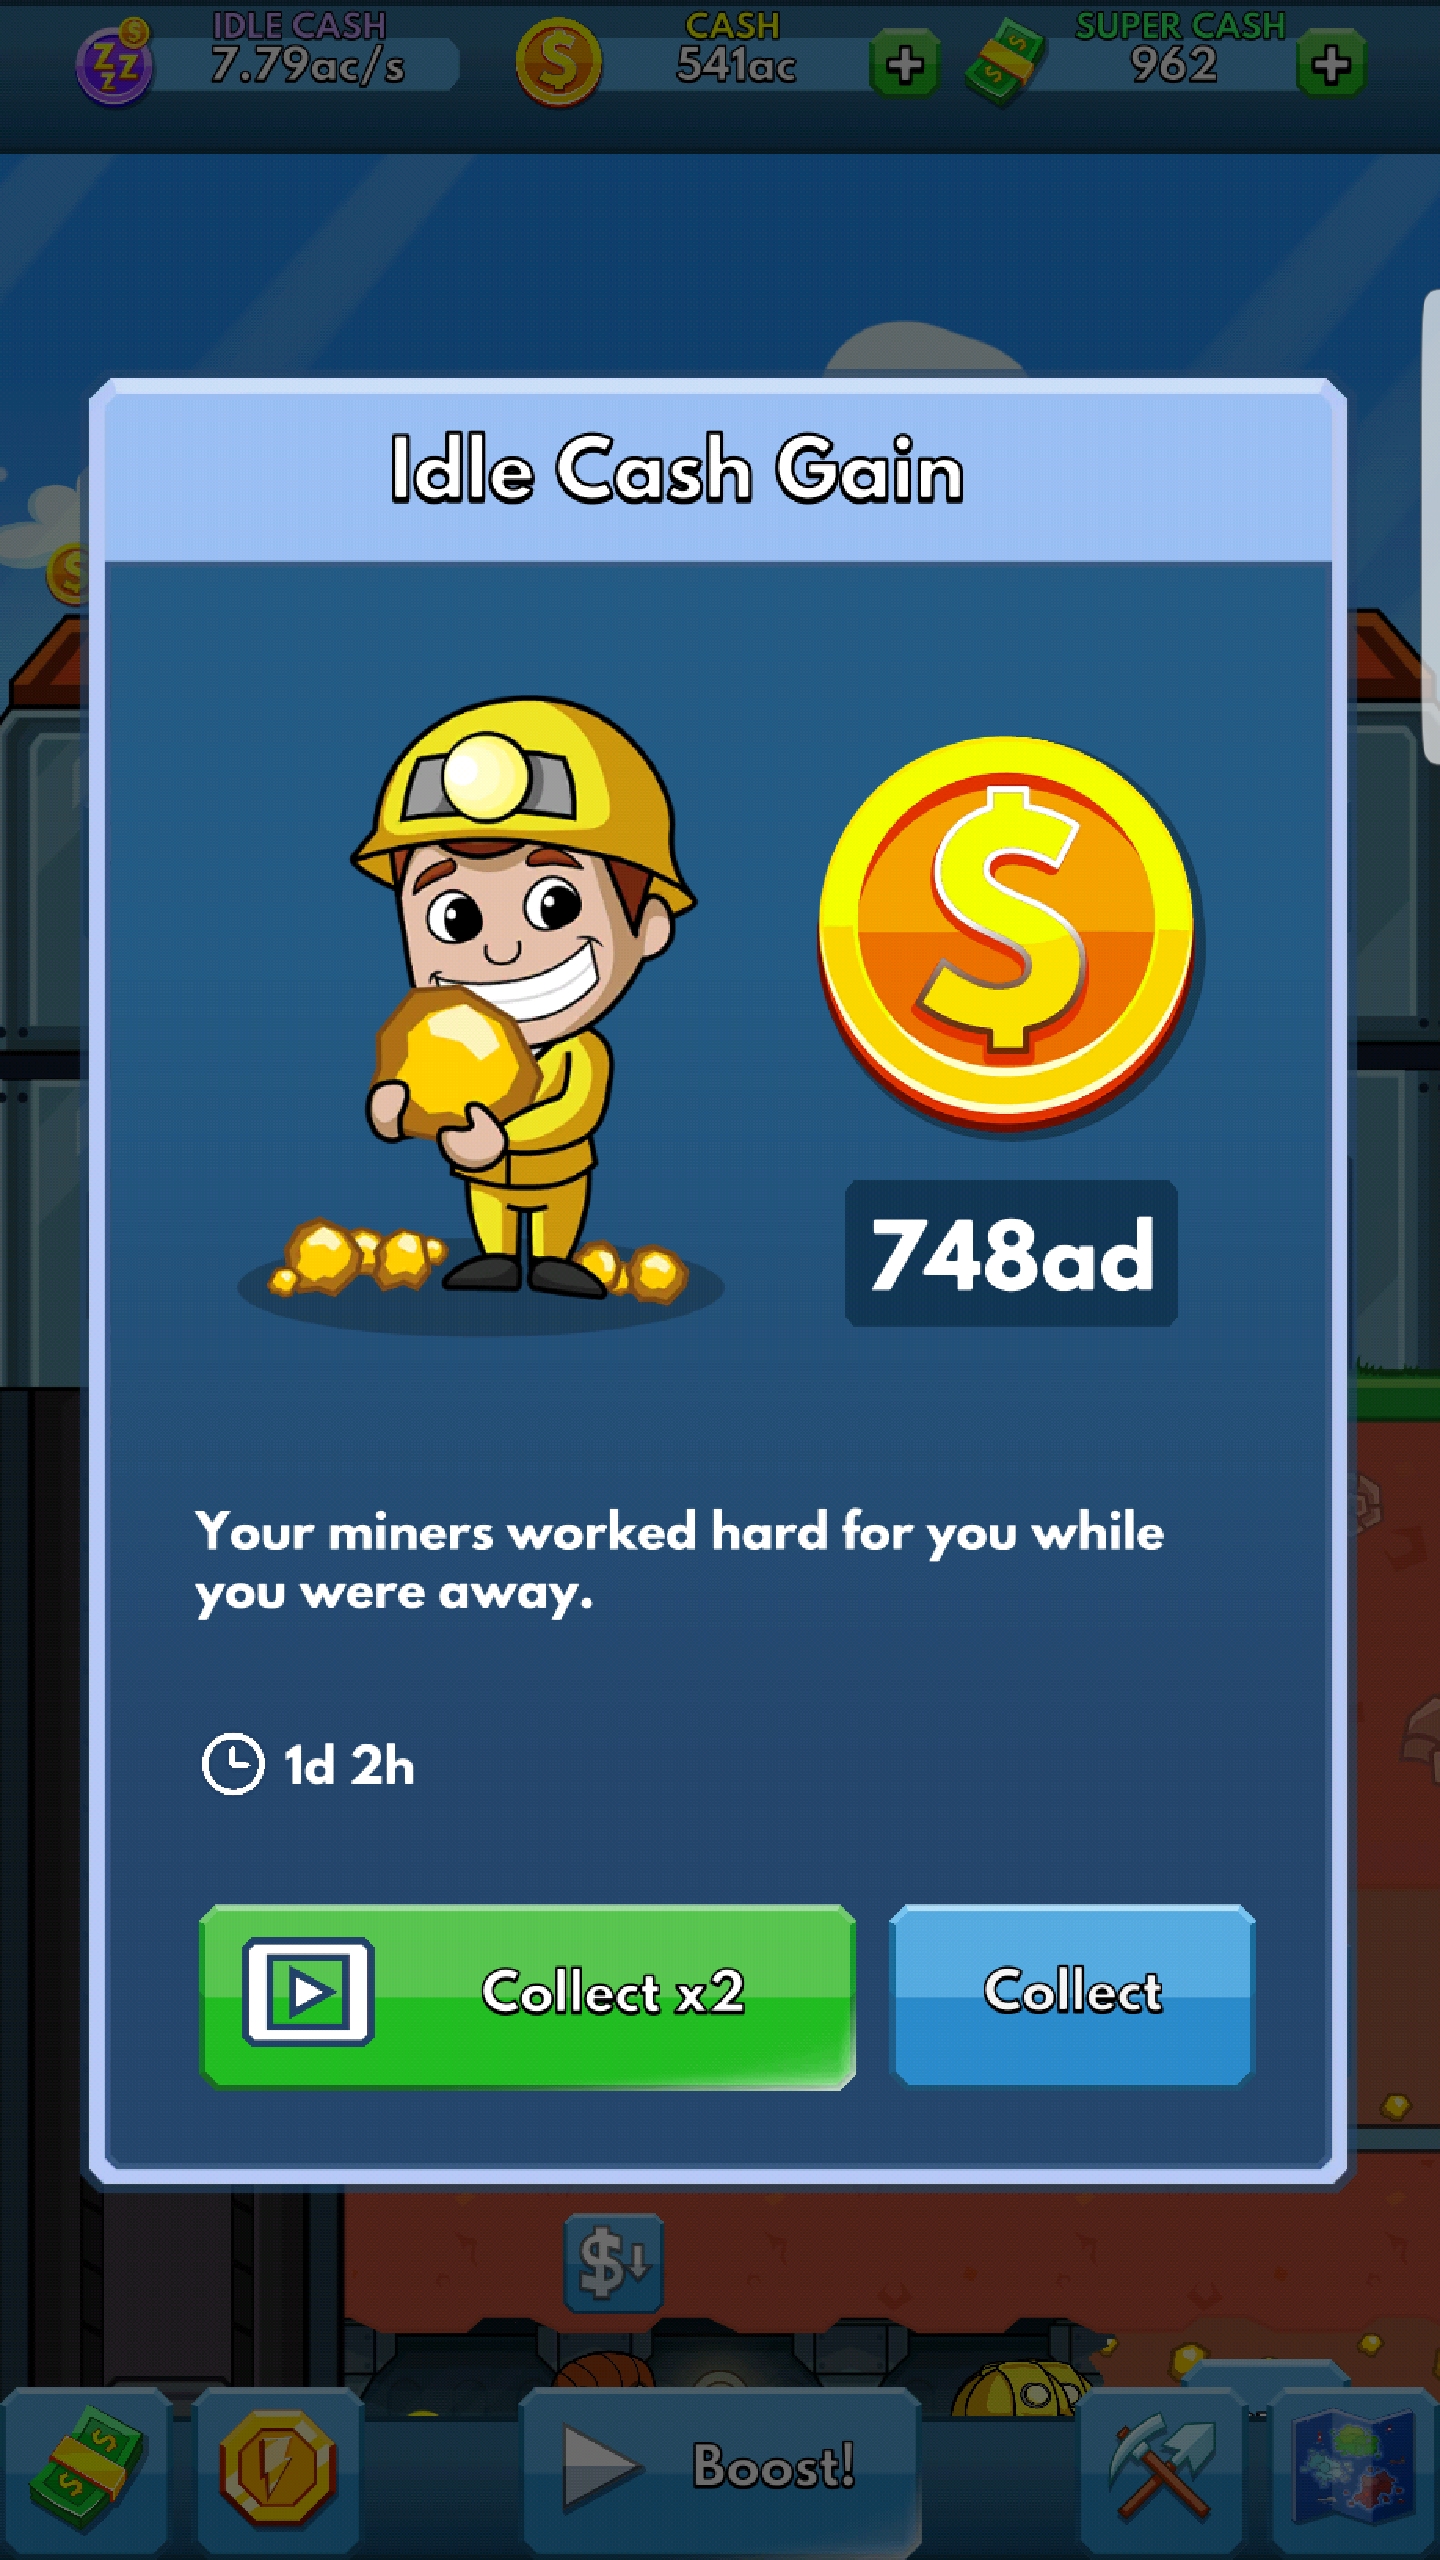 IDLE CASH
7.79ac/s
CASH
541ac
SUPER CASH
962
Idle Cash Gain
748ad
Your miners worked hard for you while
you were away.
1d 2h
Collect x2
Collect
Boost!